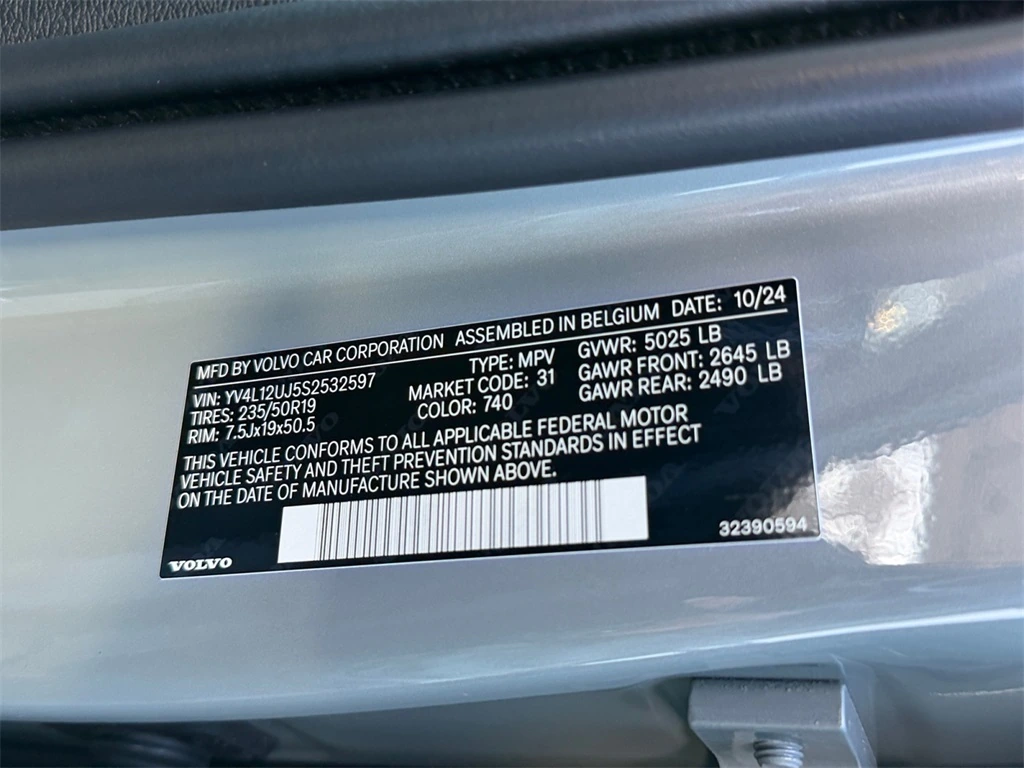 MFD BY VOLVO CAR CORPORATION ASSEMBLED IN BELGIUM DATE: 10/24
VIN: YV4L12UJ5S2532597 TYPE: MPV GVWR: 5025 LB
TIRES: 235/50R19 MARKET CODE: 31 GAWR FRONT: 2645 LB
RIM: 7.5Jx19x50.5 COLOR: 740 GAWR REAR: 2490 LB
THIS VEHICLE CONFORMS TO ALL APPLICABLE FEDERAL MOTOR
VEHICLE SAFETY AND THEFT PREVENTION STANDARDS IN EFFECT
ON THE DATE OF MANUFACTURE SHOWN ABOVE.
VOLVO 32390594